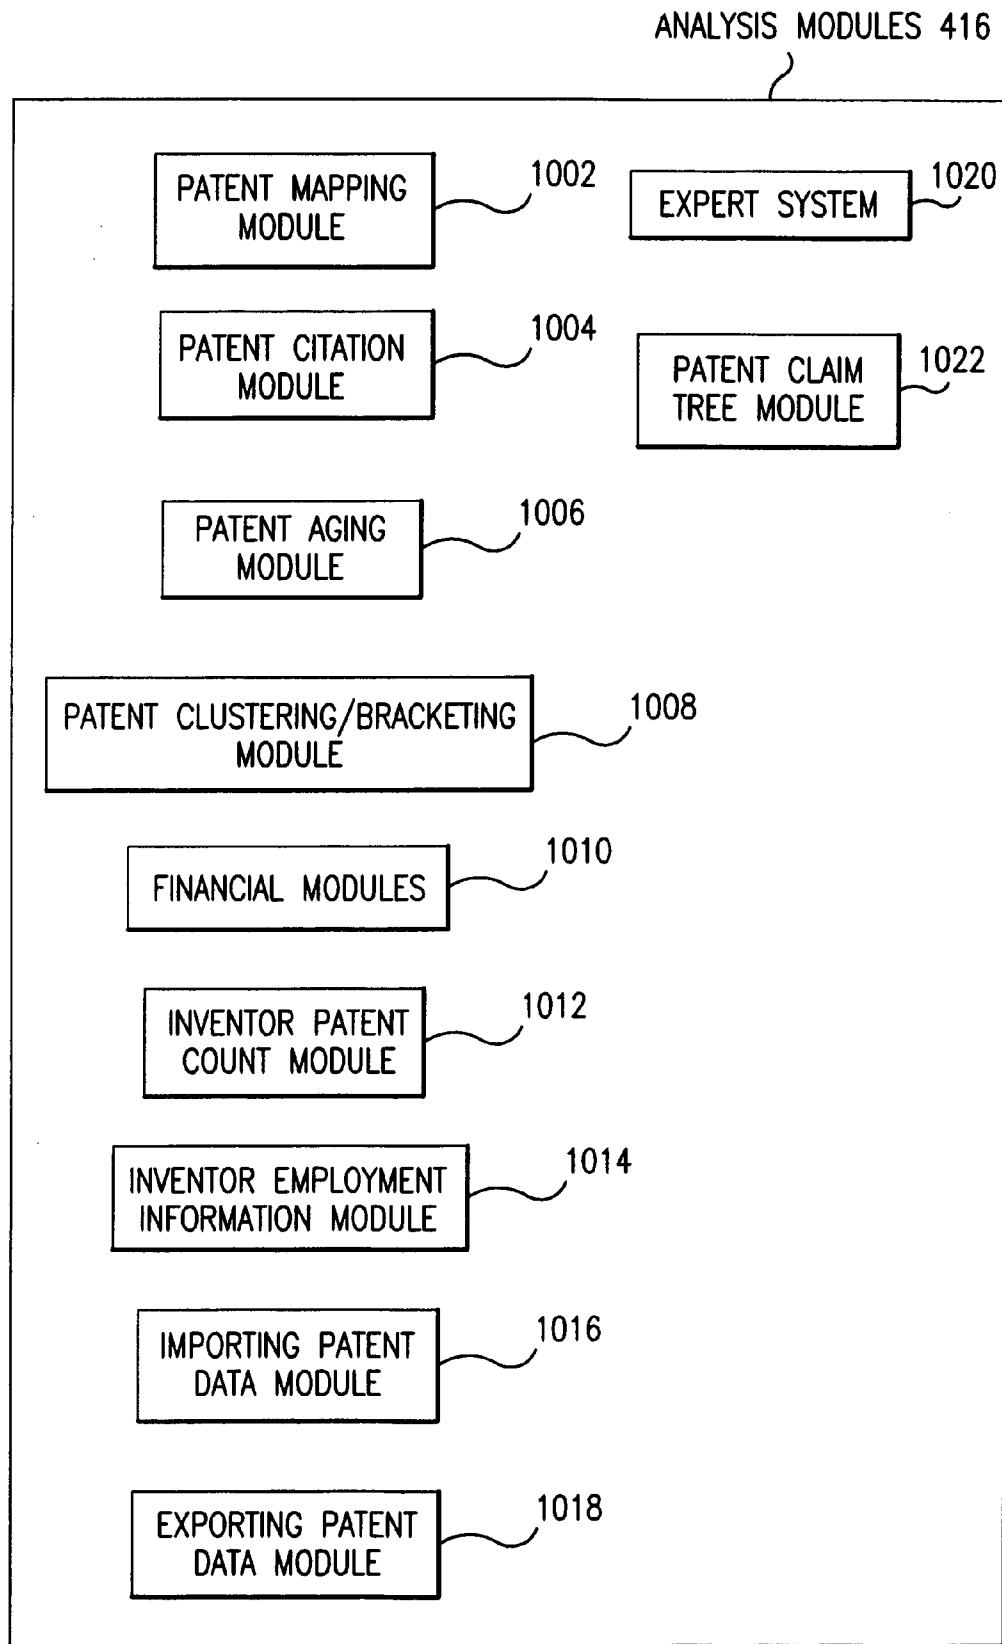 ANALYSIS MODULES 416
PATENT MAPPING
MODULE
1002
EXPERT SYSTEM
1020
PATENT CITATION
MODULE
1004
PATENT CLAIM
TREE MODULE
1022
PATENT AGING
MODULE
1006
PATENT CLUSTERING/BRACKETING
MODULE
1008
FINANCIAL MODULES
1010
INVENTOR PATENT
COUNT MODULE
1012
INVENTOR EMPLOYMENT
INFORMATION MODULE
1014
IMPORTING PATENT
DATA MODULE
1016
EXPORTING PATENT
DATA MODULE
1018